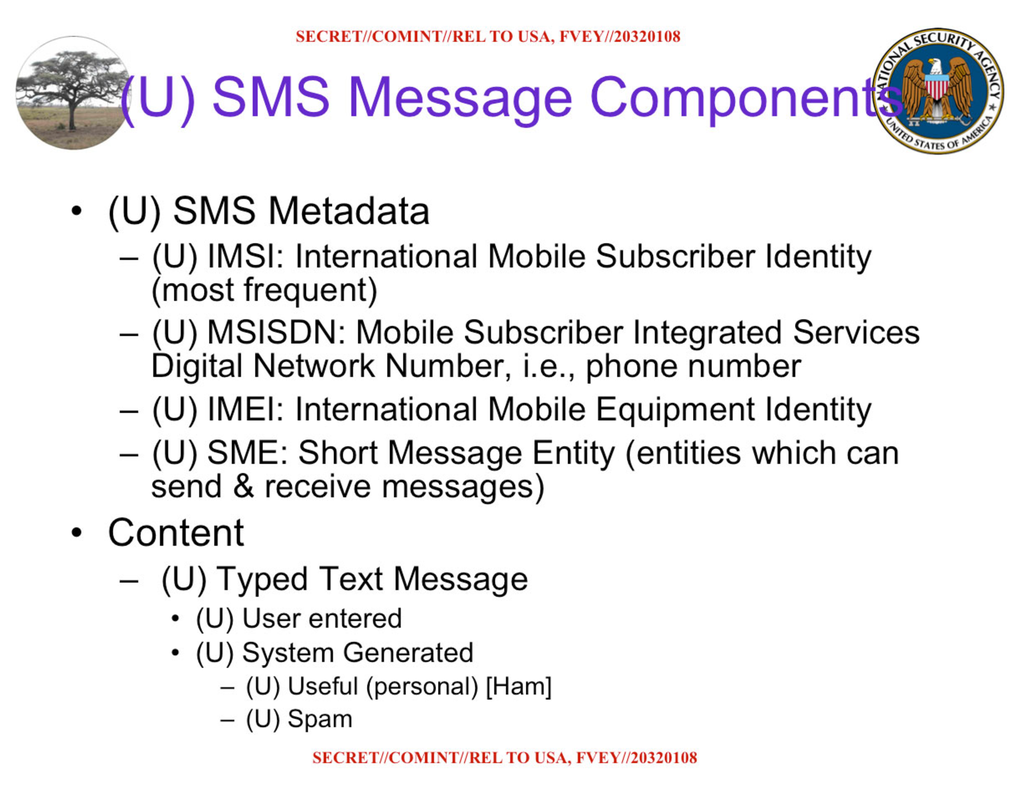 SECRET//COMINT//REL TO USA, FVEY//20320108
(U) SMS Message Components
NATIONAL SECURITY AGENCY
UNITED STATES OF AMERICA
• (U) SMS Metadata
– (U) IMSI: International Mobile Subscriber Identity
(most frequent)
– (U) MSISDN: Mobile Subscriber Integrated Services
Digital Network Number, i.e., phone number
– (U) IMEI: International Mobile Equipment Identity
– (U) SME: Short Message Entity (entities which can
send & receive messages)
• Content
– (U) Typed Text Message
• (U) User entered
• (U) System Generated
– (U) Useful (personal) [Ham]
– (U) Spam
SECRET//COMINT//REL TO USA, FVEY//20320108